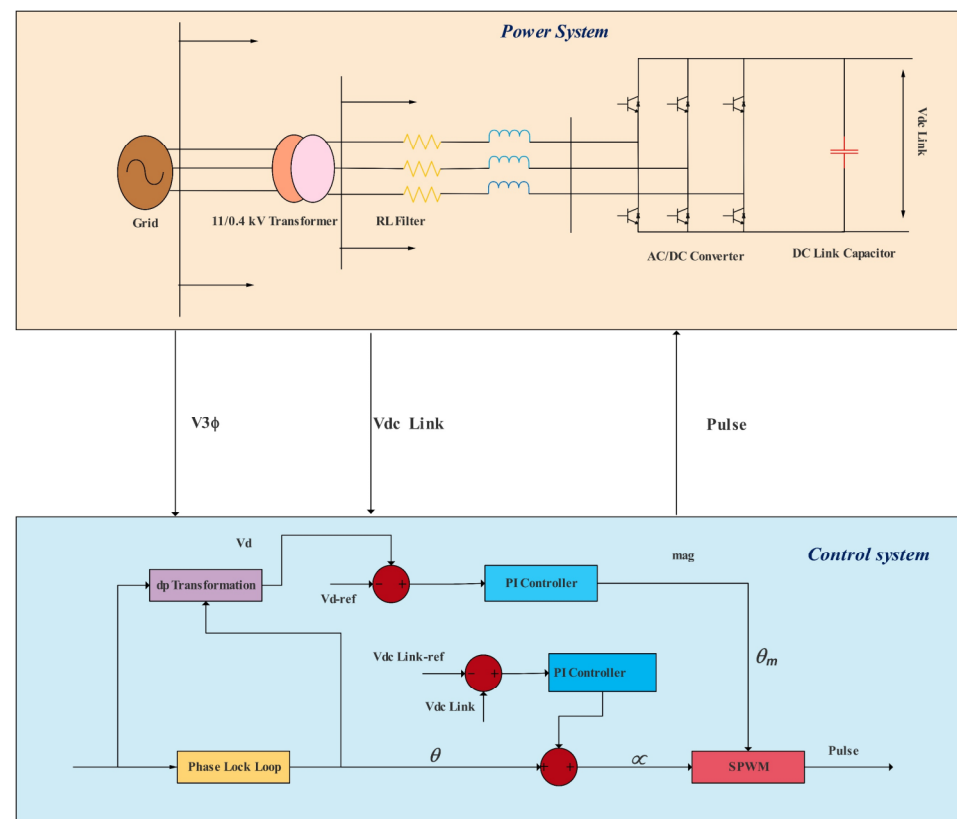 Power System
Vdc Link
Grid
11/0.4 kV Transformer
RL Filter
AC/DC Converter
DC Link Capacitor
V3ϕ
Vdc Link
Pulse
Control system
Vd
mag
dp Transformation
PI Controller
- +
Vd-ref
Vdc Link-ref
PI Controller
- +
θm
Vdc Link
Phase Lock Loop
θ
+ +
∝
SPWM
Pulse